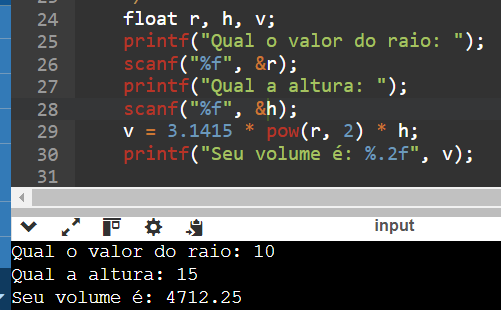 24 float r, h, v;
25 printf("Qual o valor do raio: ");
26 scanf("%f", &r);
27 printf("Qual a altura: ");
28 scanf("%f", &h);
29 v = 3.1415 * pow(r, 2) * h;
30 printf("Seu volume é: %.2f", v);
31
input
Qual o valor do raio: 10
Qual a altura: 15
Seu volume é: 4712.25